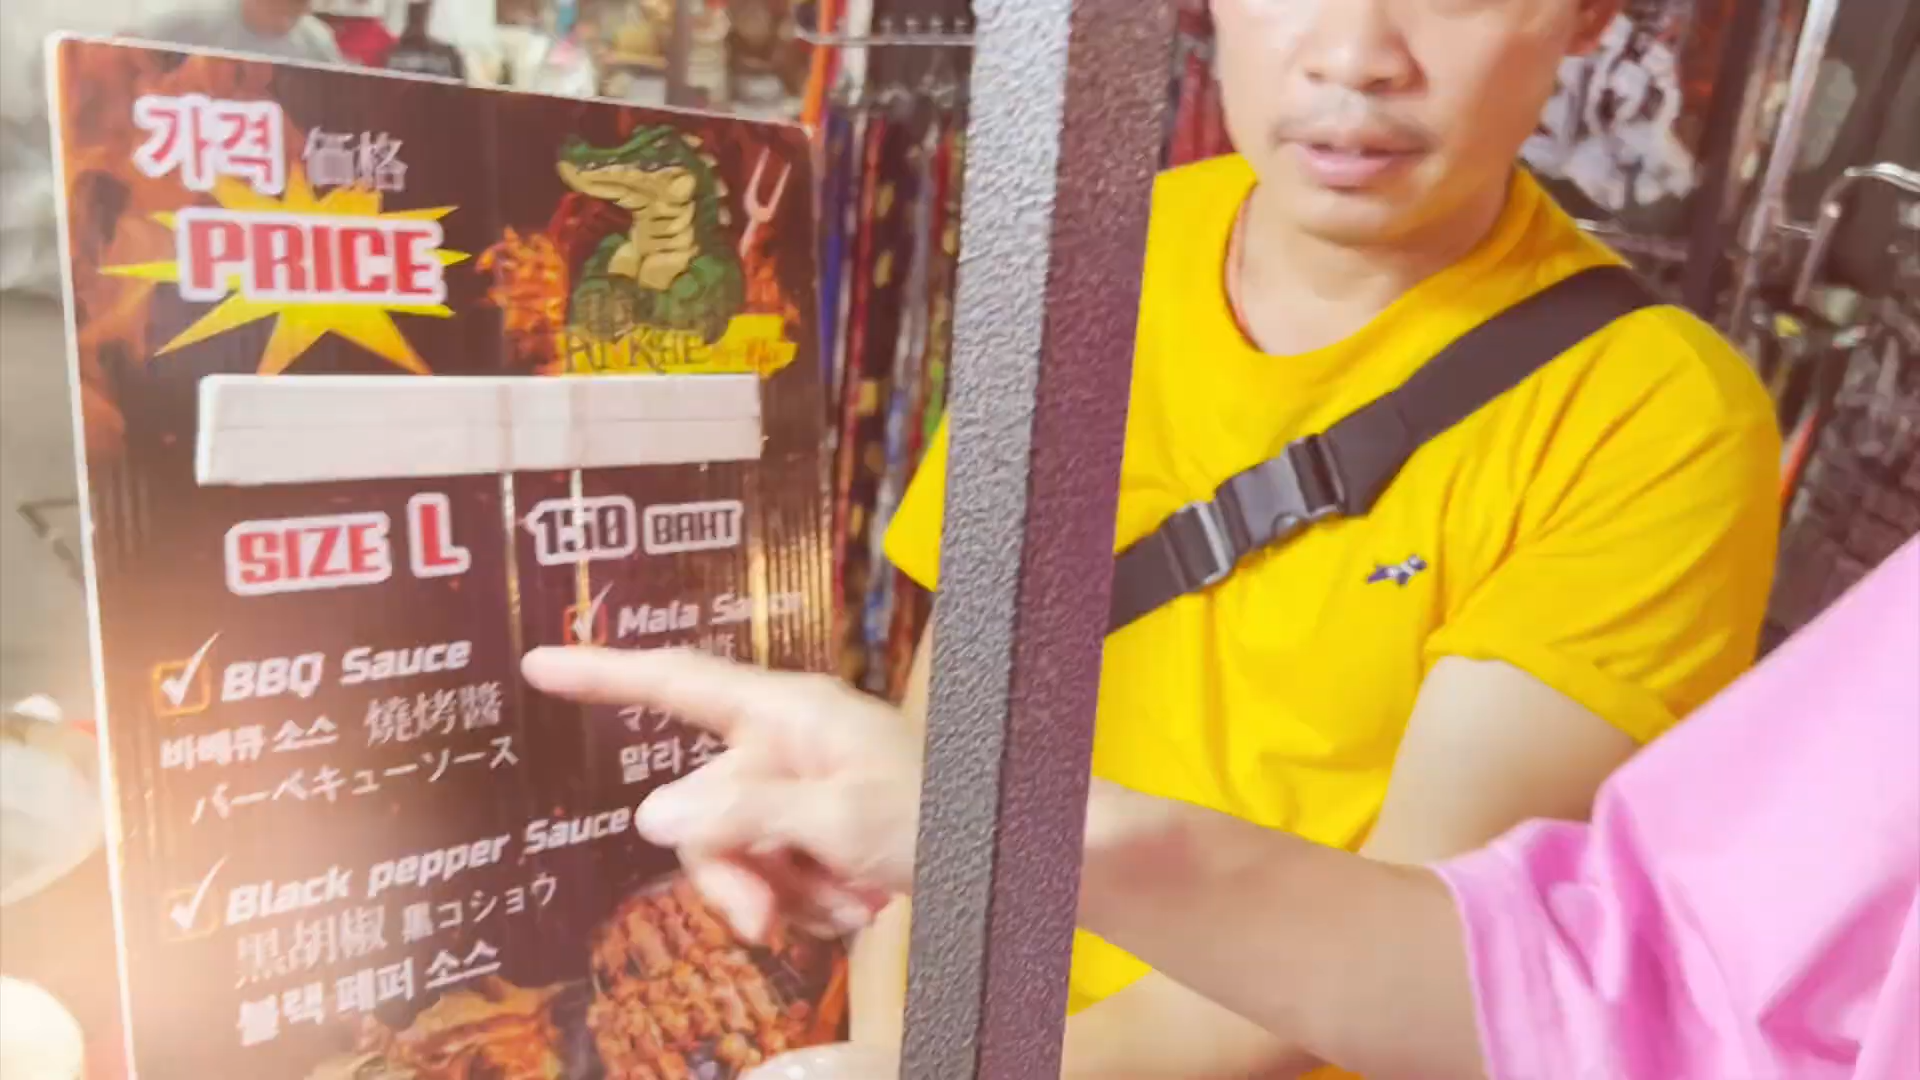 가격 価格
PRICE
SIZE L 150 BAHT
BBQ Sauce
바베큐 소스 燒烤醬
バーベキューソース
Mala
말라 소
Black pepper Sauce
黑胡椒 黒コショウ
블랙 페퍼 소스